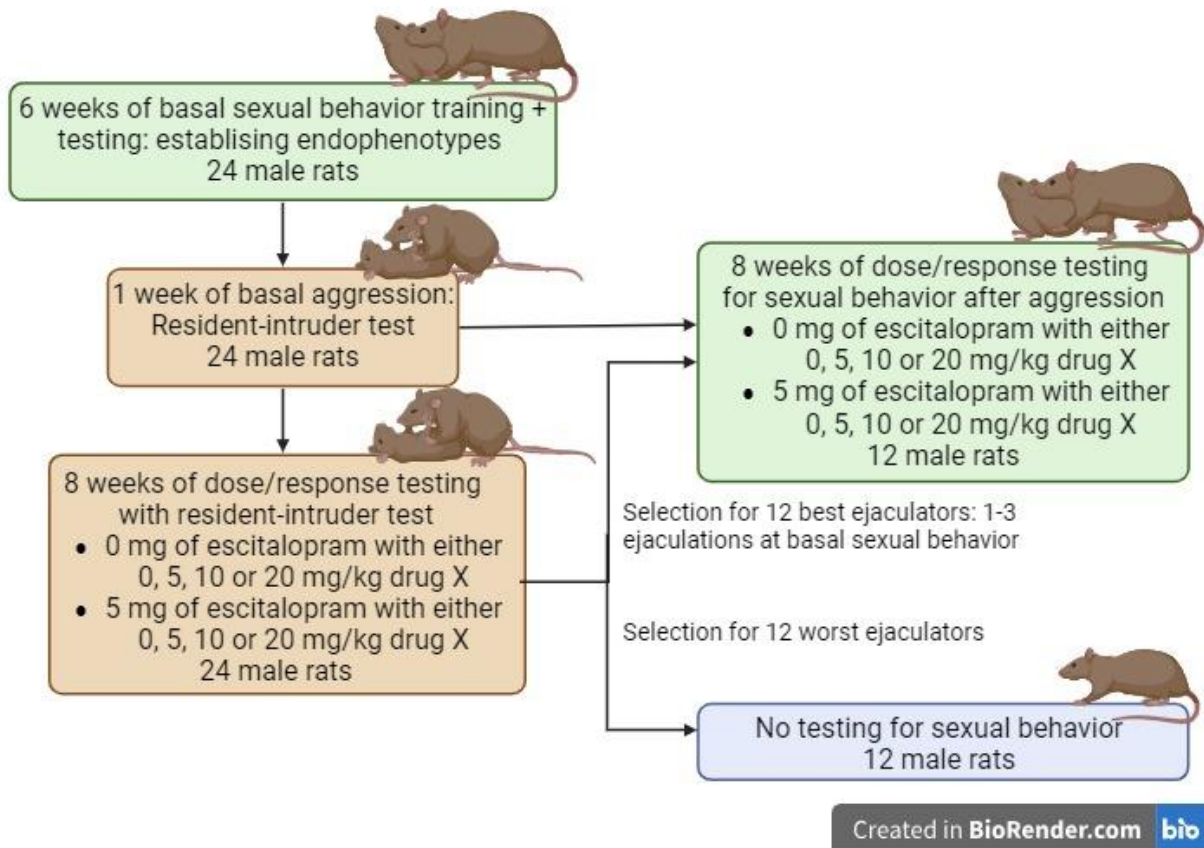 6 weeks of basal sexual behavior training +
testing: establising endophenotypes
24 male rats
1 week of basal aggression:
Resident-intruder test
24 male rats
8 weeks of dose/response testing
with resident-intruder test
• 0 mg of escitalopram with either
0, 5, 10 or 20 mg/kg drug X
• 5 mg of escitalopram with either
0, 5, 10 or 20 mg/kg drug X
24 male rats
8 weeks of dose/response testing
for sexual behavior after aggression
• 0 mg of escitalopram with either
0, 5, 10 or 20 mg/kg drug X
• 5 mg of escitalopram with either
0, 5, 10 or 20 mg/kg drug X
12 male rats
Selection for 12 best ejaculators: 1-3
ejaculations at basal sexual behavior
Selection for 12 worst ejaculators
No testing for sexual behavior
12 male rats
Created in BioRender.com bio